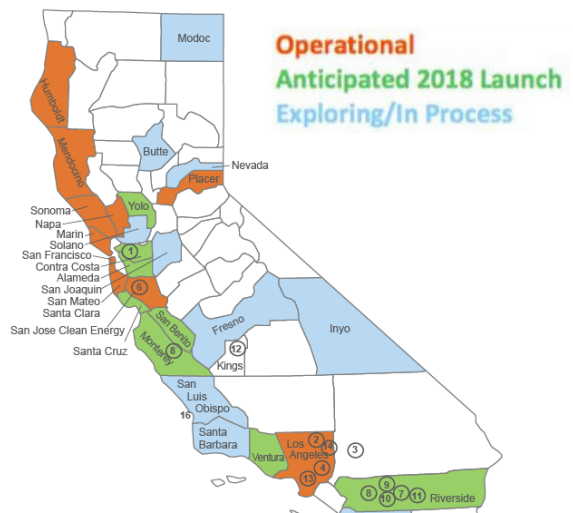 Modoc
Operational
Anticipated 2018 Launch
Exploring/In Process
Humboldt
Mendocino
Butte
Nevada
Placer
Yolo
Sonoma
Napa
Marin
Solano
San Francisco
Contra Costa
Alameda
San Joaquin
San Mateo
Santa Clara
San Jose Clean Energy
Santa Cruz
1
6
San Benito
Monterey
8
Fresno
Inyo
12
Kings
San
Luis
Obispo
16
Santa
Barbara
Ventura
Los
Angeles
2
14
3
4
13
9
8
10
7
11
Riverside